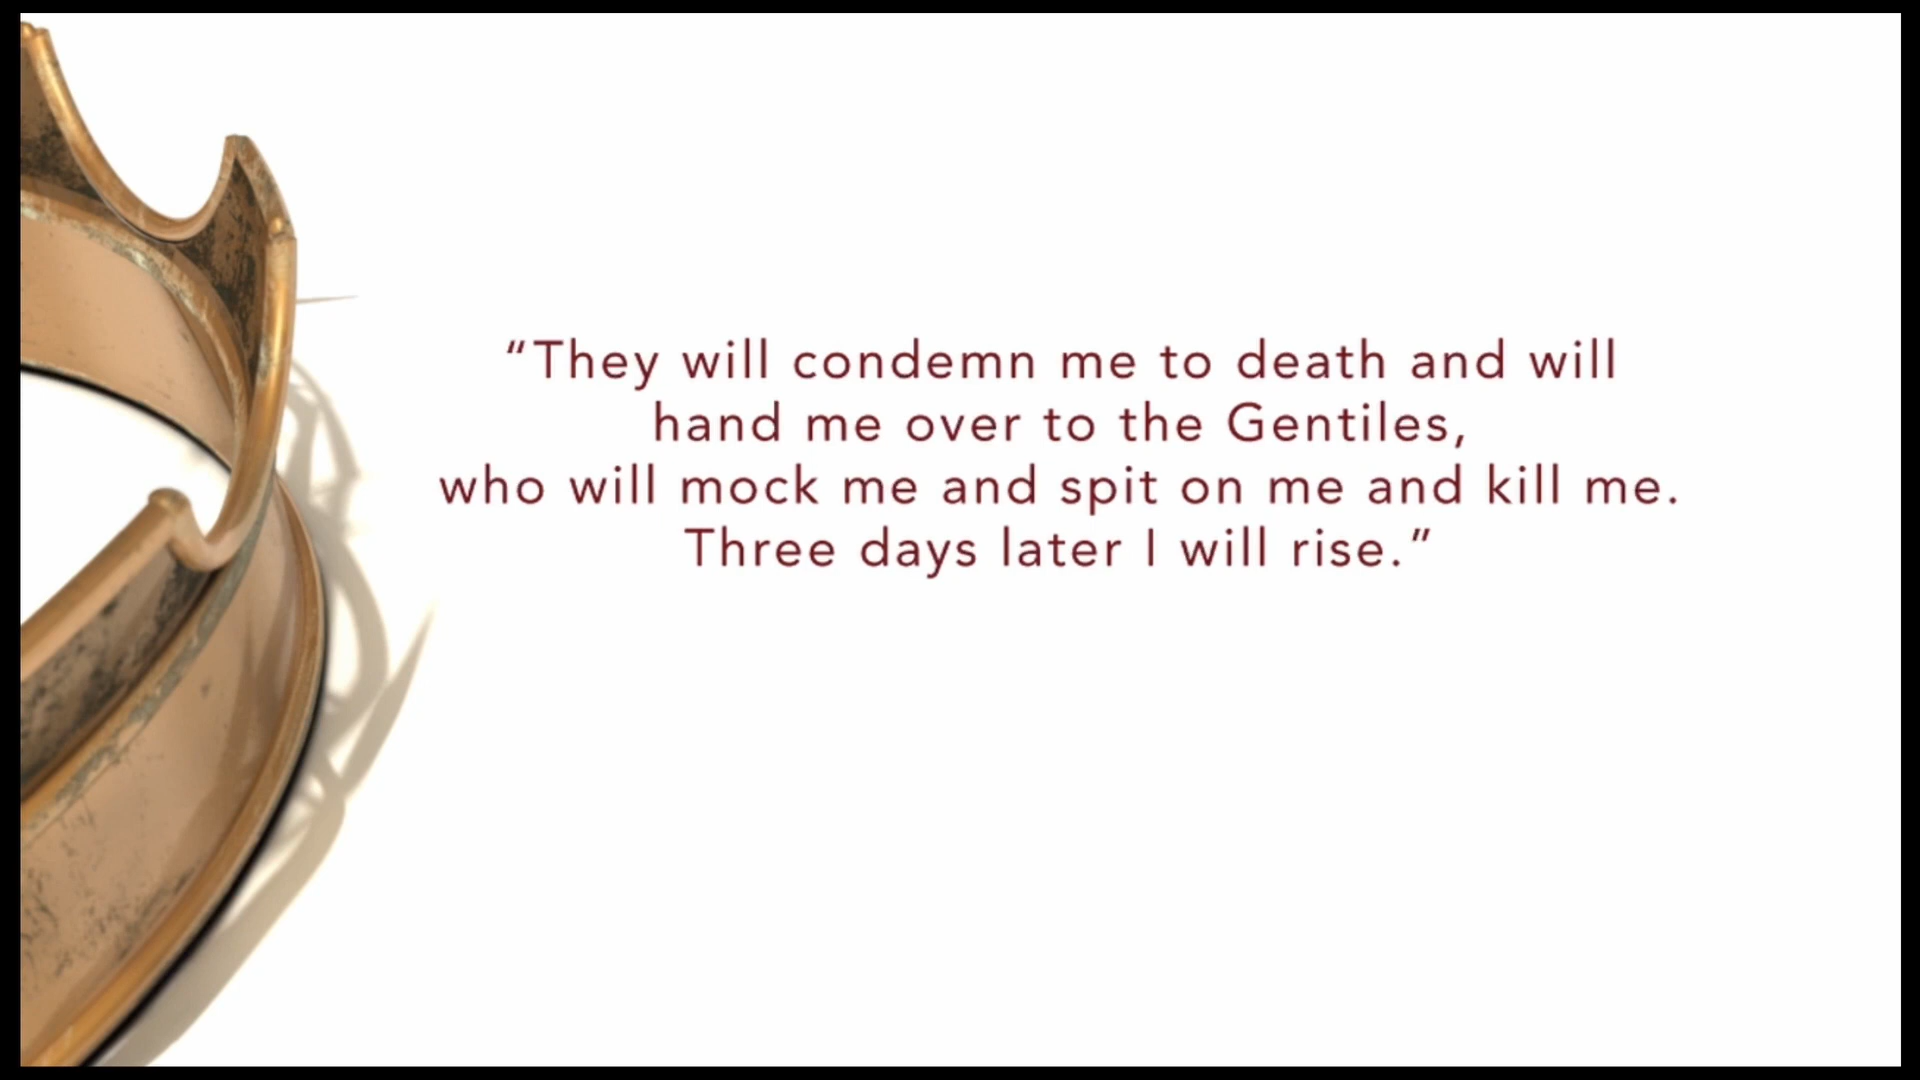 “They will condemn me to death and will
hand me over to the Gentiles,
who will mock me and spit on me and kill me.
Three days later I will rise.”